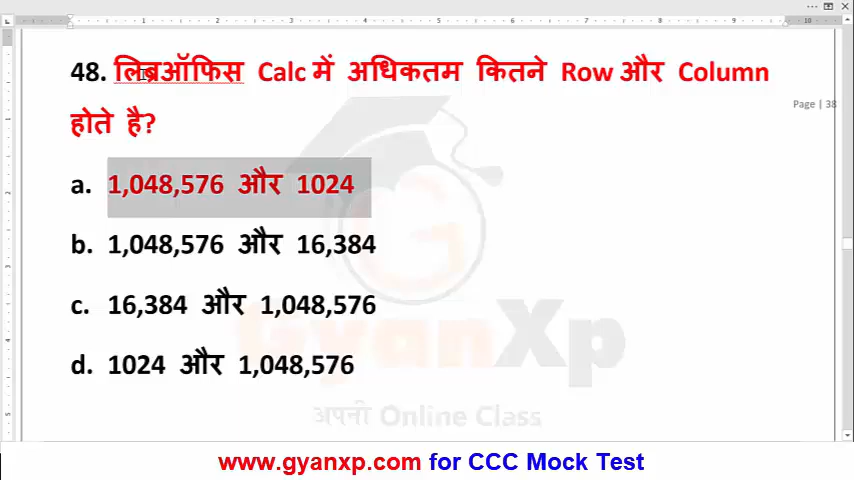 48. लिब्रऑफिस Calc में अधिकतम कितने Row और Column
Page | 38
होते है?
a. 1,048,576 और 1024
b. 1,048,576 और 16,384
c. 16,384 और 1,048,576
GyanXp
d. 1024 और 1,048,576
अपनी Online Class
www.gyanxp.com for CCC Mock Test